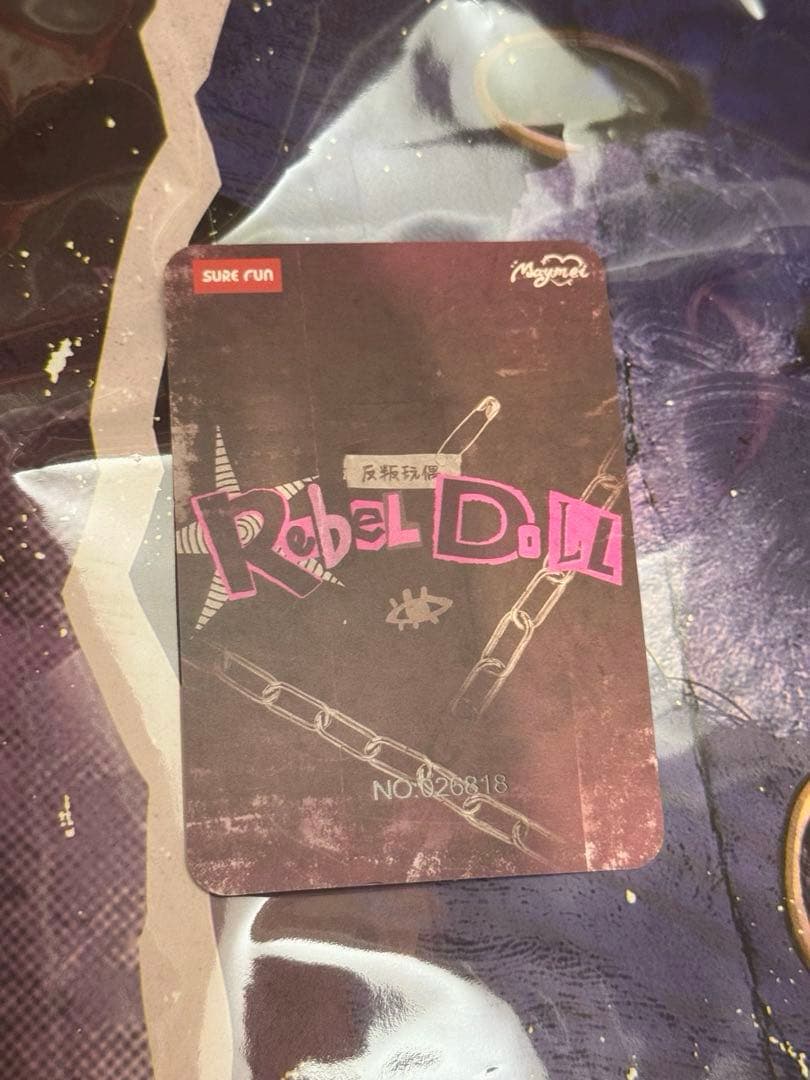 SURE run
Maymei
反叛玩偶
Rebel Doll
NO:026818